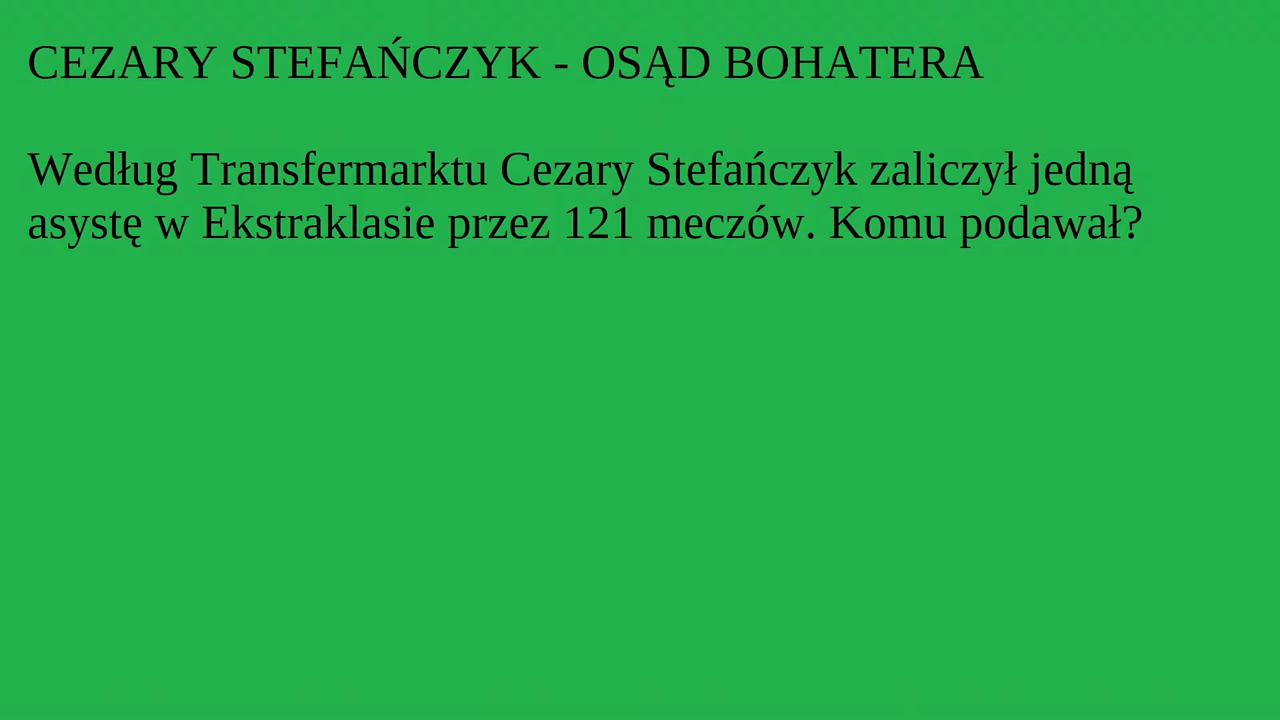 CEZARY STEFAŃCZYK - OSĄD BOHATERA
Według Transfermarktu Cezary Stefańczyk zaliczył jedną
asystę w Ekstraklasie przez 121 meczów. Komu podawał?